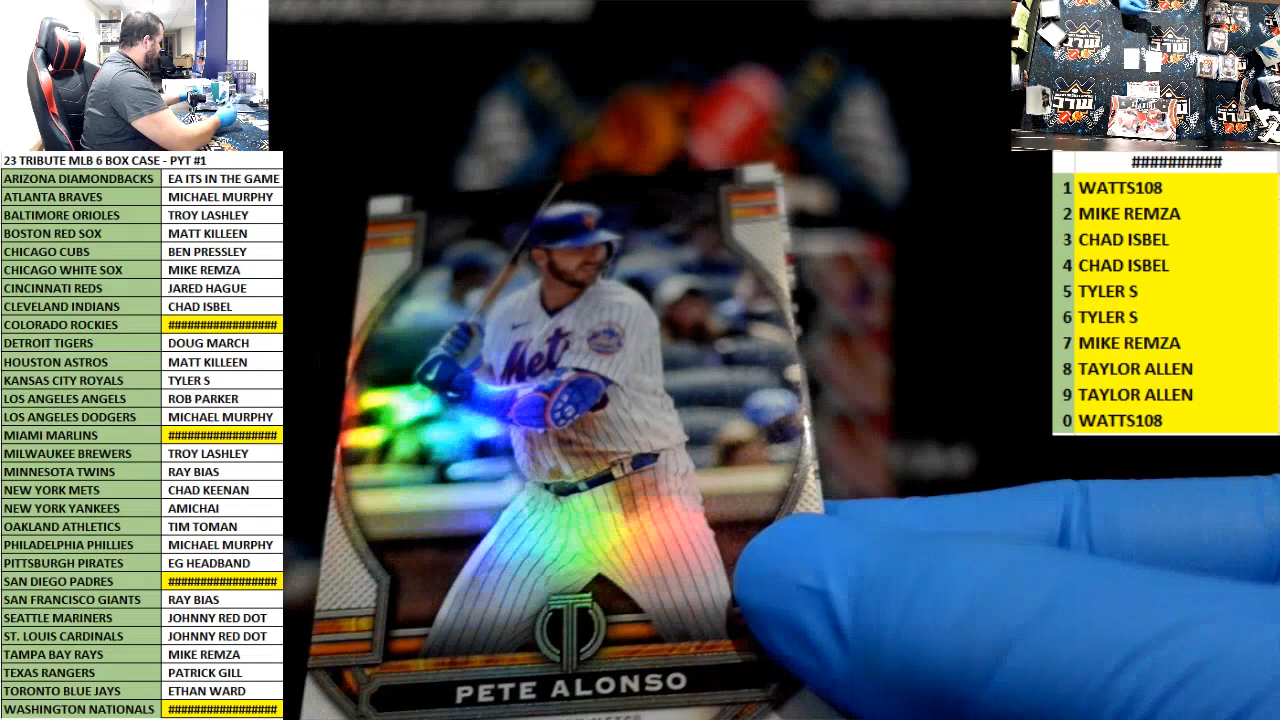 23 TRIBUTE MLB 6 BOX CASE - PYT #1
ARIZONA DIAMONDBACKS EA ITS IN THE GAME
ATLANTA BRAVES MICHAEL MURPHY
BALTIMORE ORIOLES TROY LASHLEY
BOSTON RED SOX MATT KILLEEN
CHICAGO CUBS BEN PRESSLEY
CHICAGO WHITE SOX MIKE REMZA
CINCINNATI REDS JARED HAGUE
CLEVELAND INDIANS CHAD ISBEL
COLORADO ROCKIES #################
DETROIT TIGERS DOUG MARCH
HOUSTON ASTROS MATT KILLEEN
KANSAS CITY ROYALS TYLER S
LOS ANGELES ANGELS ROB PARKER
LOS ANGELES DODGERS MICHAEL MURPHY
MIAMI MARLINS #################
MILWAUKEE BREWERS TROY LASHLEY
MINNESOTA TWINS RAY BIAS
NEW YORK METS CHAD KEENAN
NEW YORK YANKEES AMICHAI
OAKLAND ATHLETICS TIM TOMAN
PHILADELPHIA PHILLIES MICHAEL MURPHY
PITTSBURGH PIRATES EG HEADBAND
SAN DIEGO PADRES #################
SAN FRANCISCO GIANTS RAY BIAS
SEATTLE MARINERS JOHNNY RED DOT
ST. LOUIS CARDINALS JOHNNY RED DOT
TAMPA BAY RAYS MIKE REMZA
TEXAS RANGERS PATRICK GILL
TORONTO BLUE JAYS ETHAN WARD
WASHINGTON NATIONALS #################
Mets
PETE ALONSO
##########
1 WATTS108
2 MIKE REMZA
3 CHAD ISBEL
4 CHAD ISBEL
5 TYLER S
6 TYLER S
7 MIKE REMZA
8 TAYLOR ALLEN
9 TAYLOR ALLEN
0 WATTS108